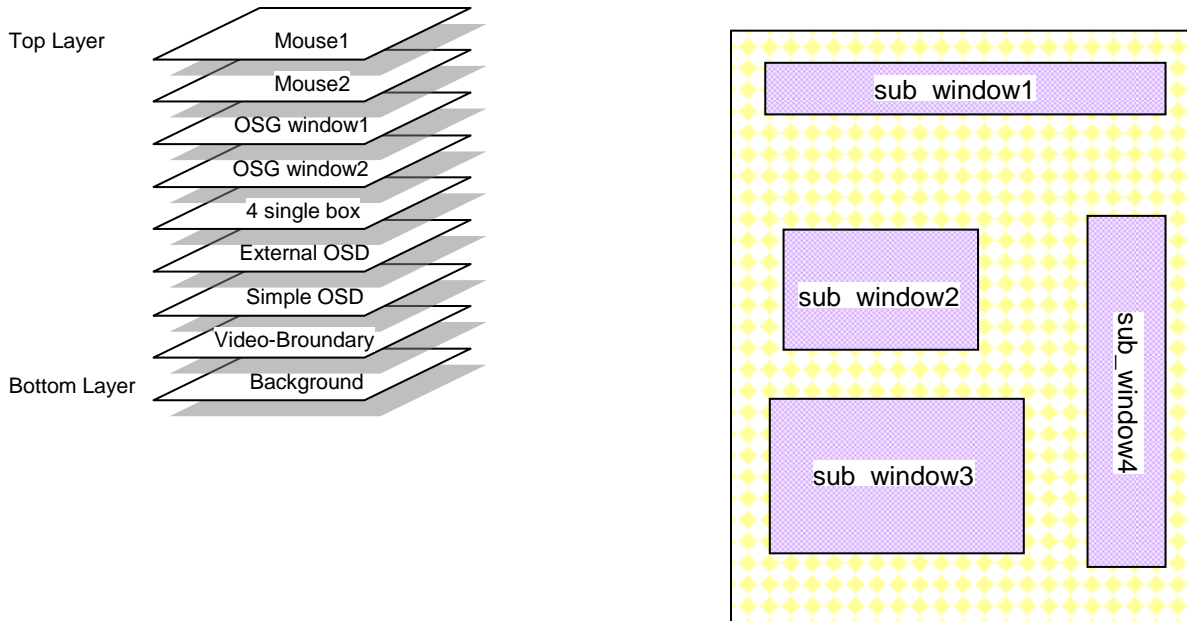 Top Layer
Mouse1
Mouse2
OSG window1
OSG window2
4 single box
External OSD
Simple OSD
Video-Broundary
Bottom Layer
Background
sub_window1
sub_window2
sub_window3
sub_window4